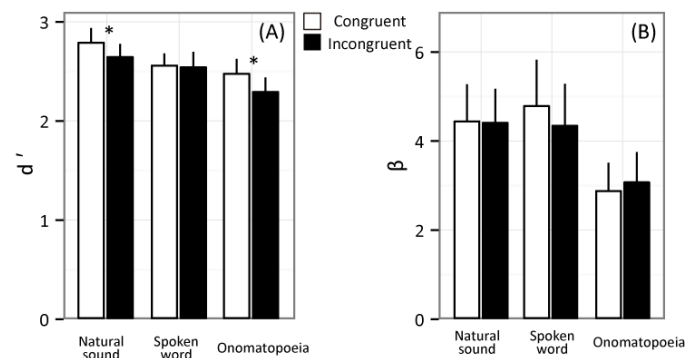 3
2
1
0
d ′
(A)
*
*
Natural
sound
Spoken
word
Onomatopoeia
Congruent
Incongruent
6
4
2
0
β
(B)
Natural
sound
Spoken
word
Onomatopoeia